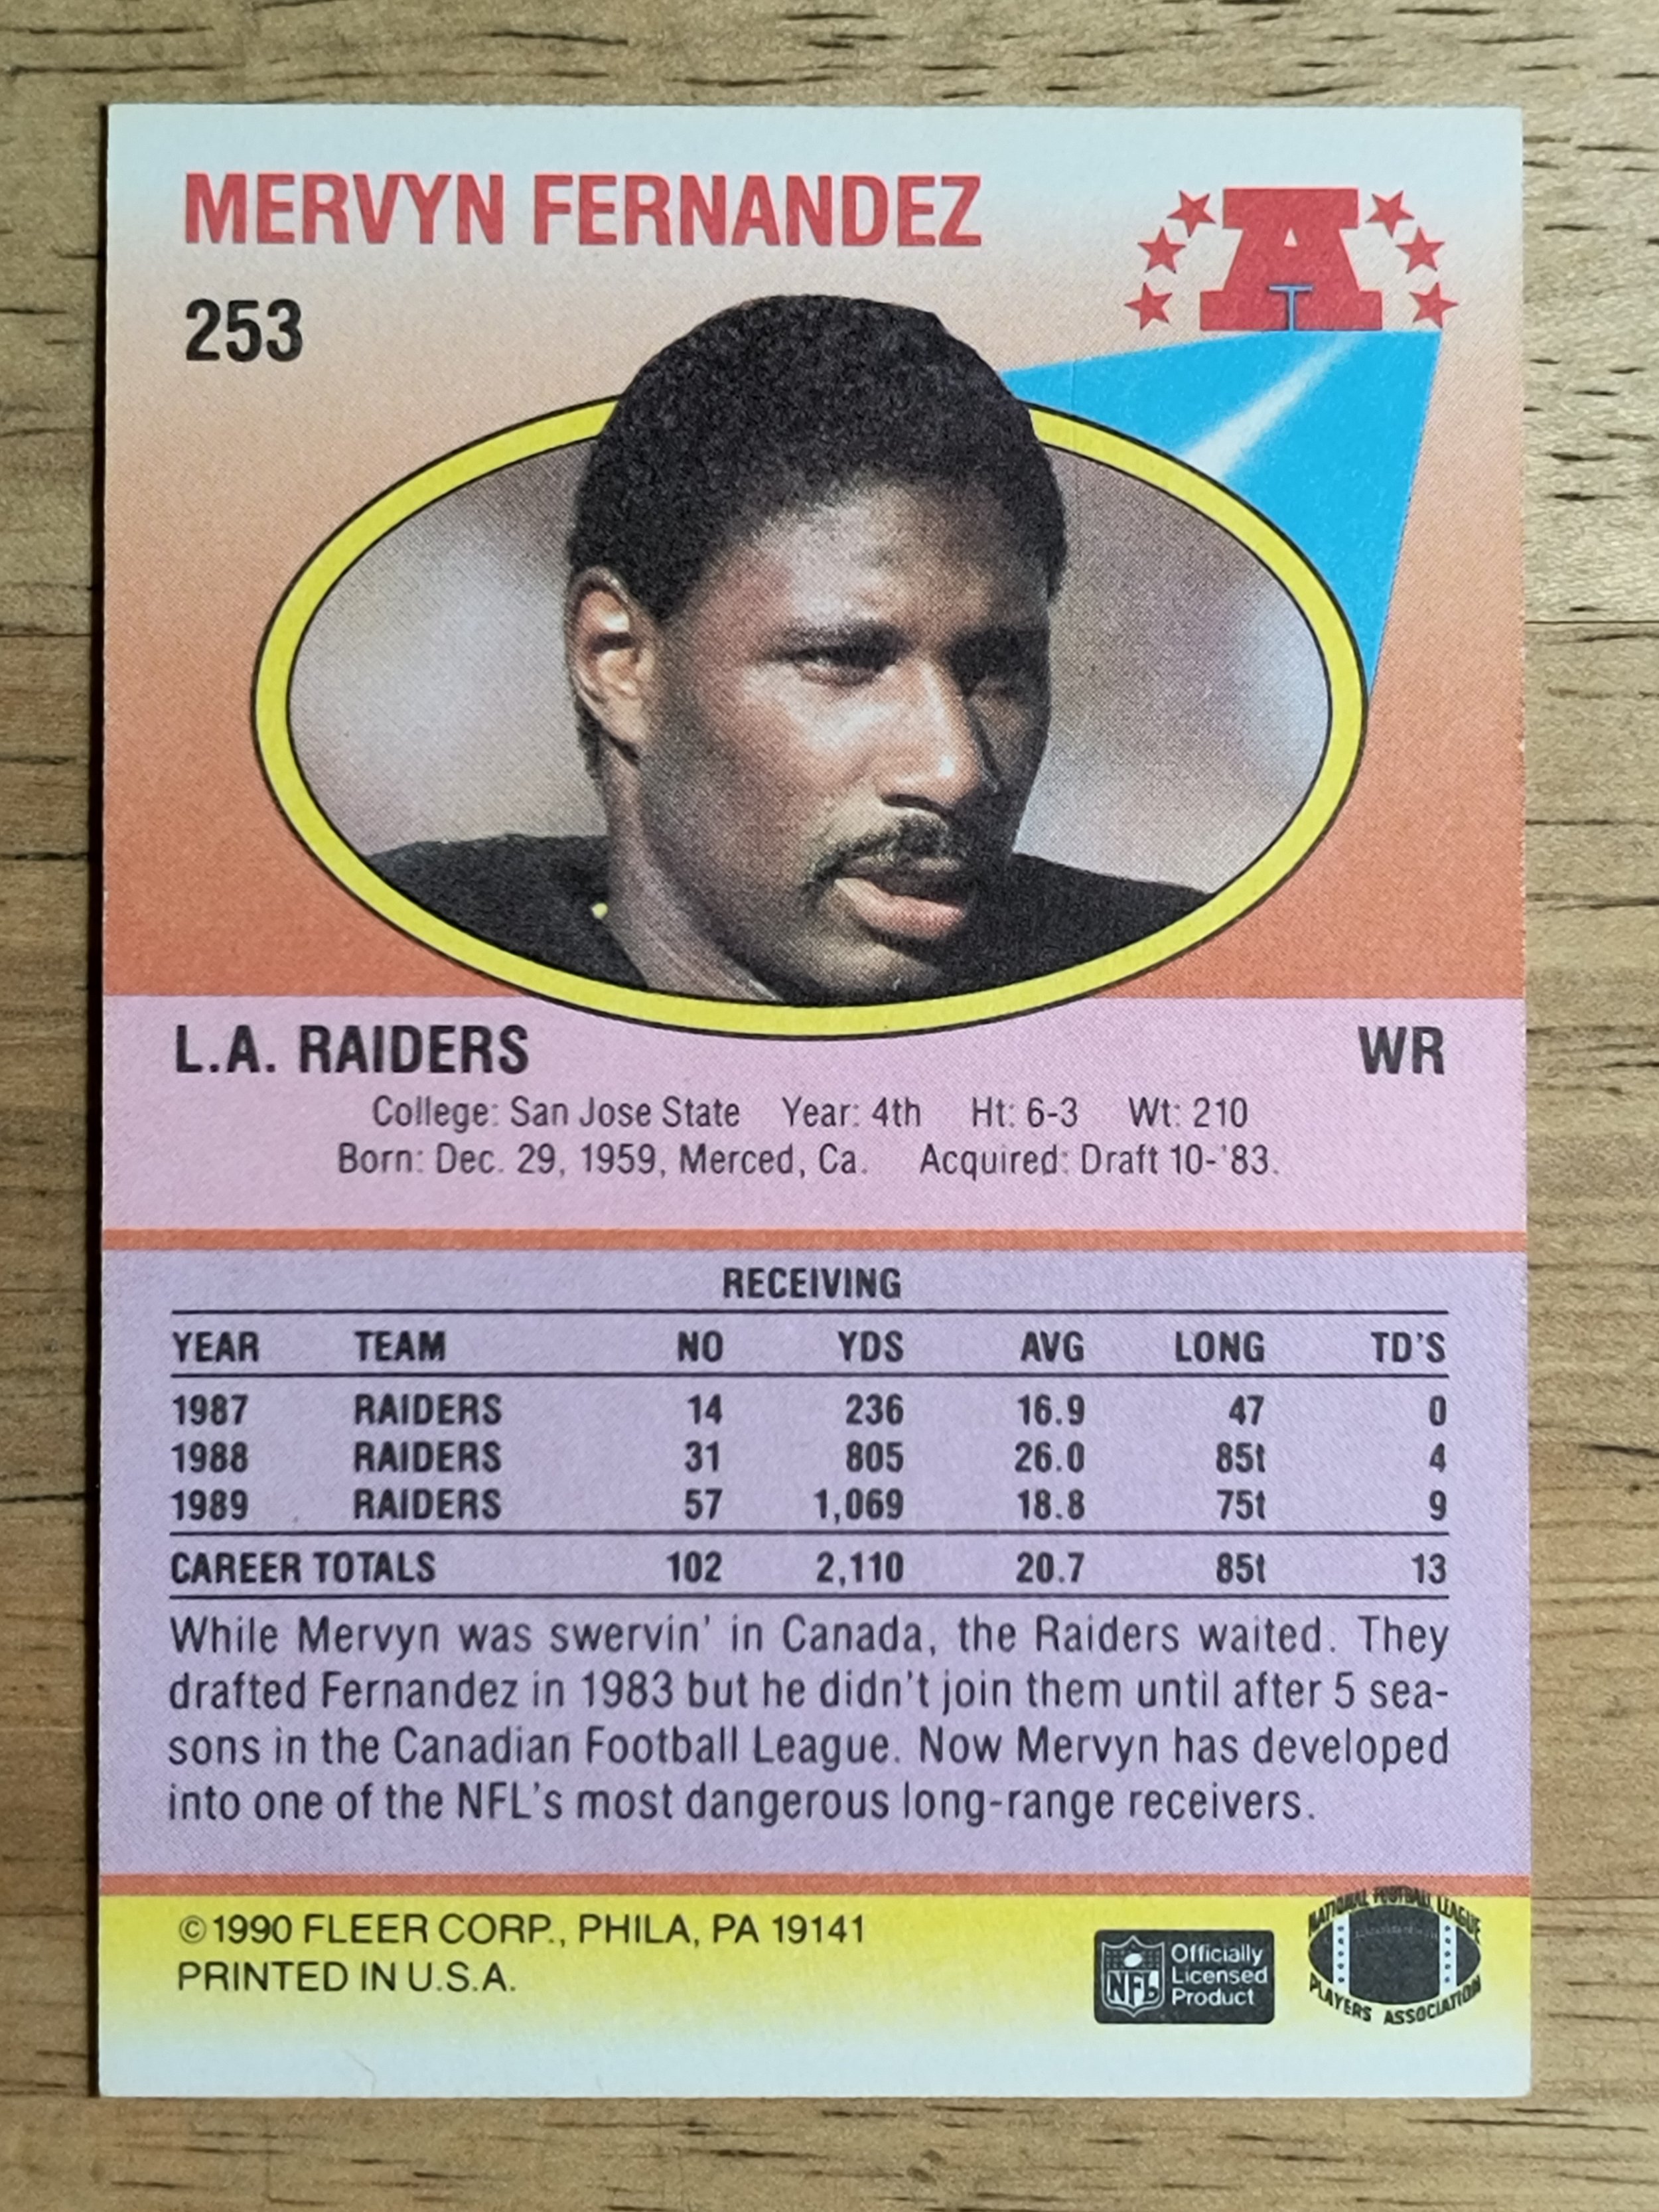 MERVYN FERNANDEZ
A
253
L.A. RAIDERS WR
College: San Jose State Year: 4th Ht: 6-3 Wt: 210
Born: Dec. 29, 1959, Merced, Ca. Acquired: Draft 10-'83.
RECEIVING
YEAR TEAM NO YDS AVG LONG TD'S
1987 RAIDERS 14 236 16.9 47 0
1988 RAIDERS 31 805 26.0 85t 4
1989 RAIDERS 57 1,069 18.8 75t 9
CAREER TOTALS 102 2,110 20.7 85t 13
While Mervyn was swervin' in Canada, the Raiders waited. They
drafted Fernandez in 1983 but he didn't join them until after 5 sea-
sons in the Canadian Football League. Now Mervyn has developed
into one of the NFL's most dangerous long-range receivers.
©1990 FLEER CORP., PHILA, PA 19141
PRINTED IN U.S.A.
NFL
Officially
Licensed
Product
NATIONAL FOOTBALL LEAGUE
PLAYERS ASSOCIATION